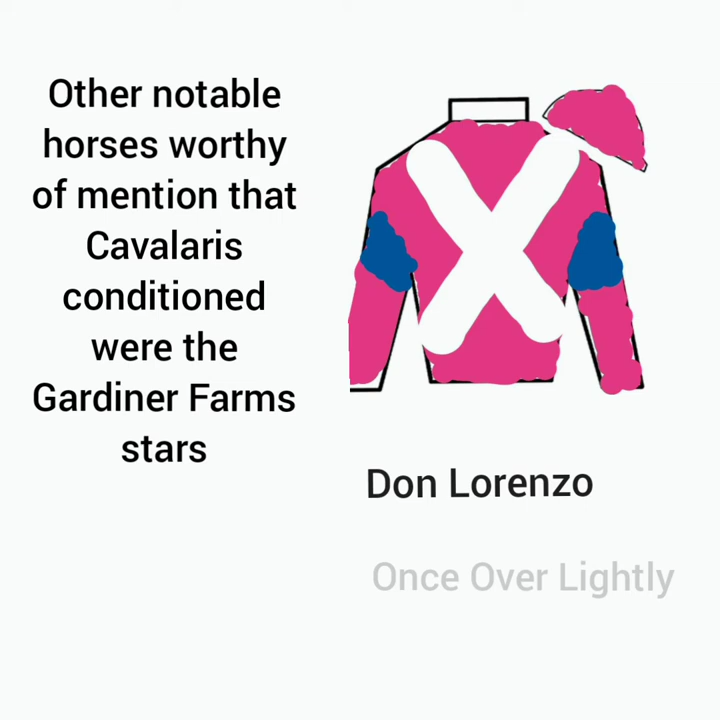 Other notable
horses worthy
of mention that
Cavalaris
conditioned
were the
Gardiner Farms
stars
Don Lorenzo
Once Over Lightly